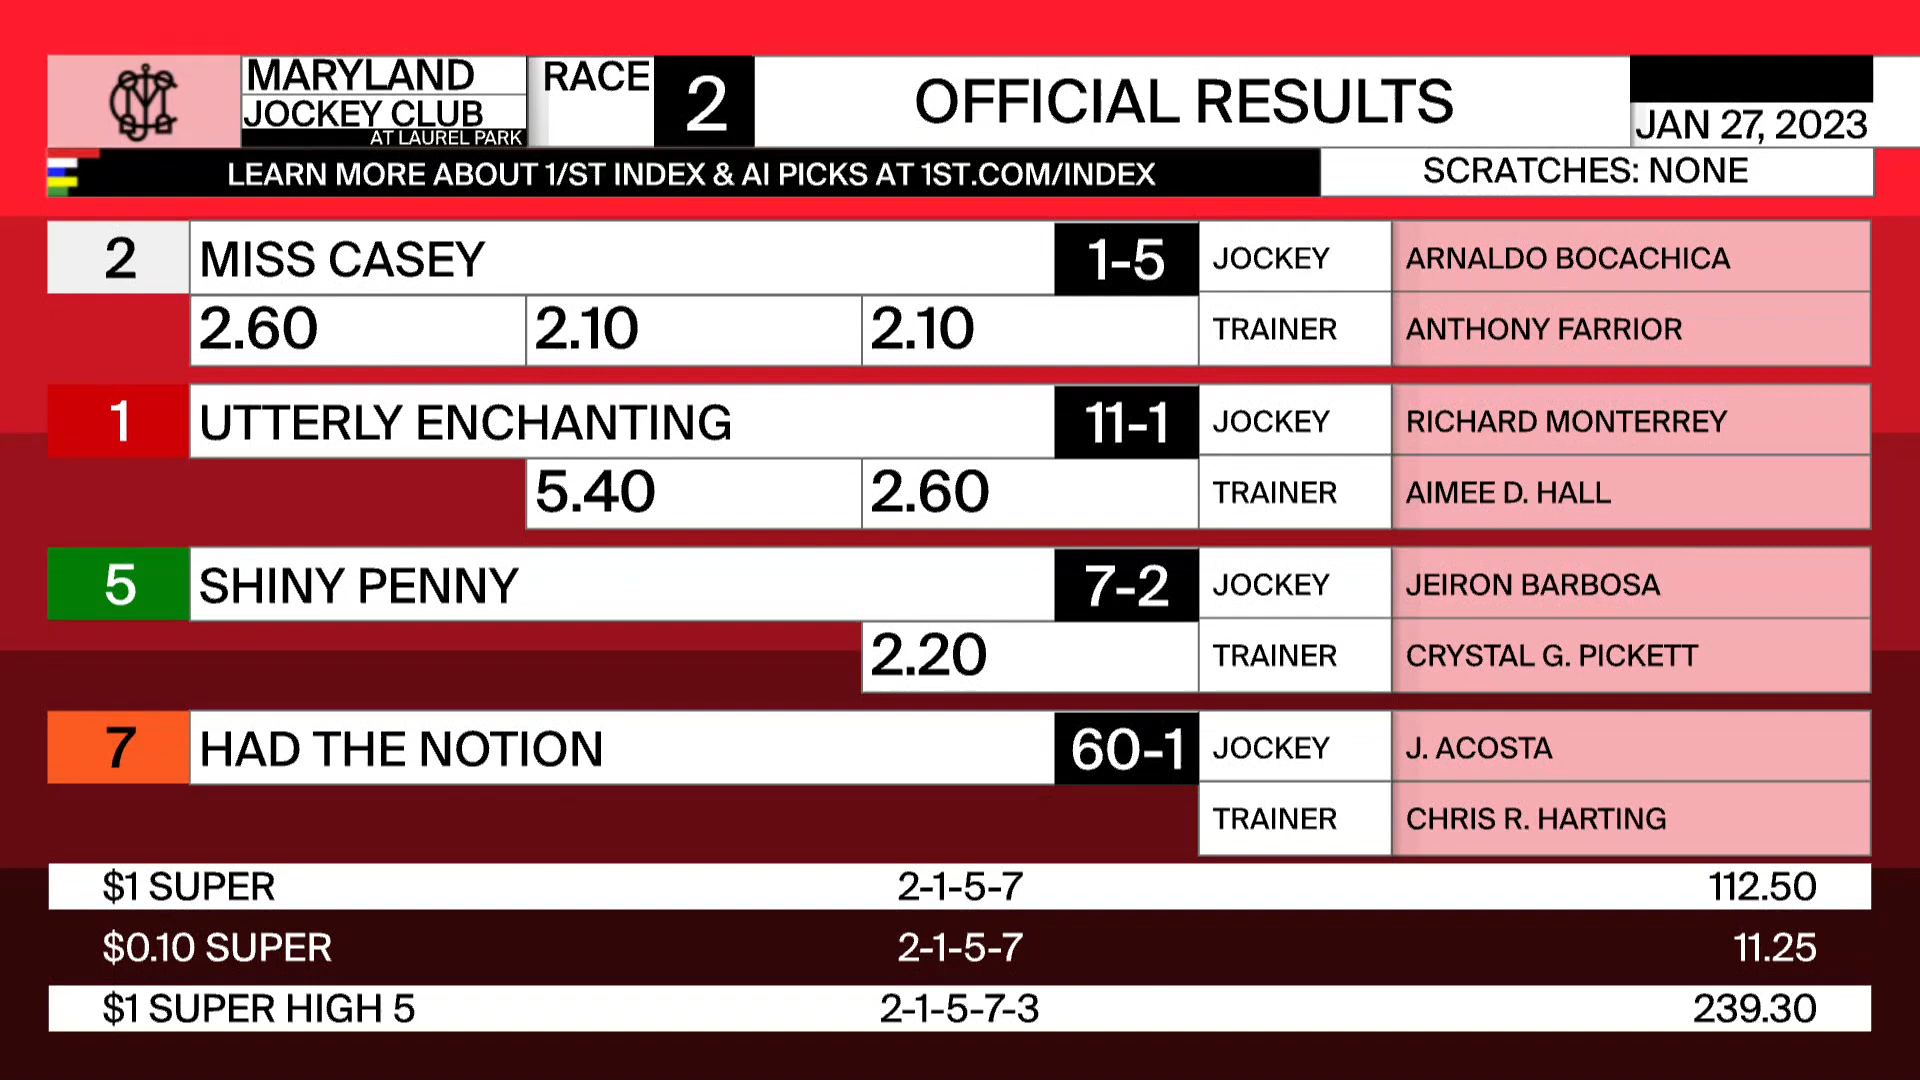 MARYLAND
JOCKEY CLUB
AT LAUREL PARK
RACE
2
OFFICIAL RESULTS
JAN 27, 2023
LEARN MORE ABOUT 1/ST INDEX & AI PICKS AT 1ST.COM/INDEX
SCRATCHES: NONE
2 MISS CASEY 1-5 JOCKEY ARNALDO BOCACHICA
2.60 2.10 2.10 TRAINER ANTHONY FARRIOR
1 UTTERLY ENCHANTING 11-1 JOCKEY RICHARD MONTERREY
5.40 2.60 TRAINER AIMEE D. HALL
5 SHINY PENNY 7-2 JOCKEY JEIRON BARBOSA
2.20 TRAINER CRYSTAL G. PICKETT
7 HAD THE NOTION 60-1 JOCKEY J. ACOSTA
TRAINER CHRIS R. HARTING
$1 SUPER 2-1-5-7 112.50
$0.10 SUPER 2-1-5-7 11.25
$1 SUPER HIGH 5 2-1-5-7-3 239.30